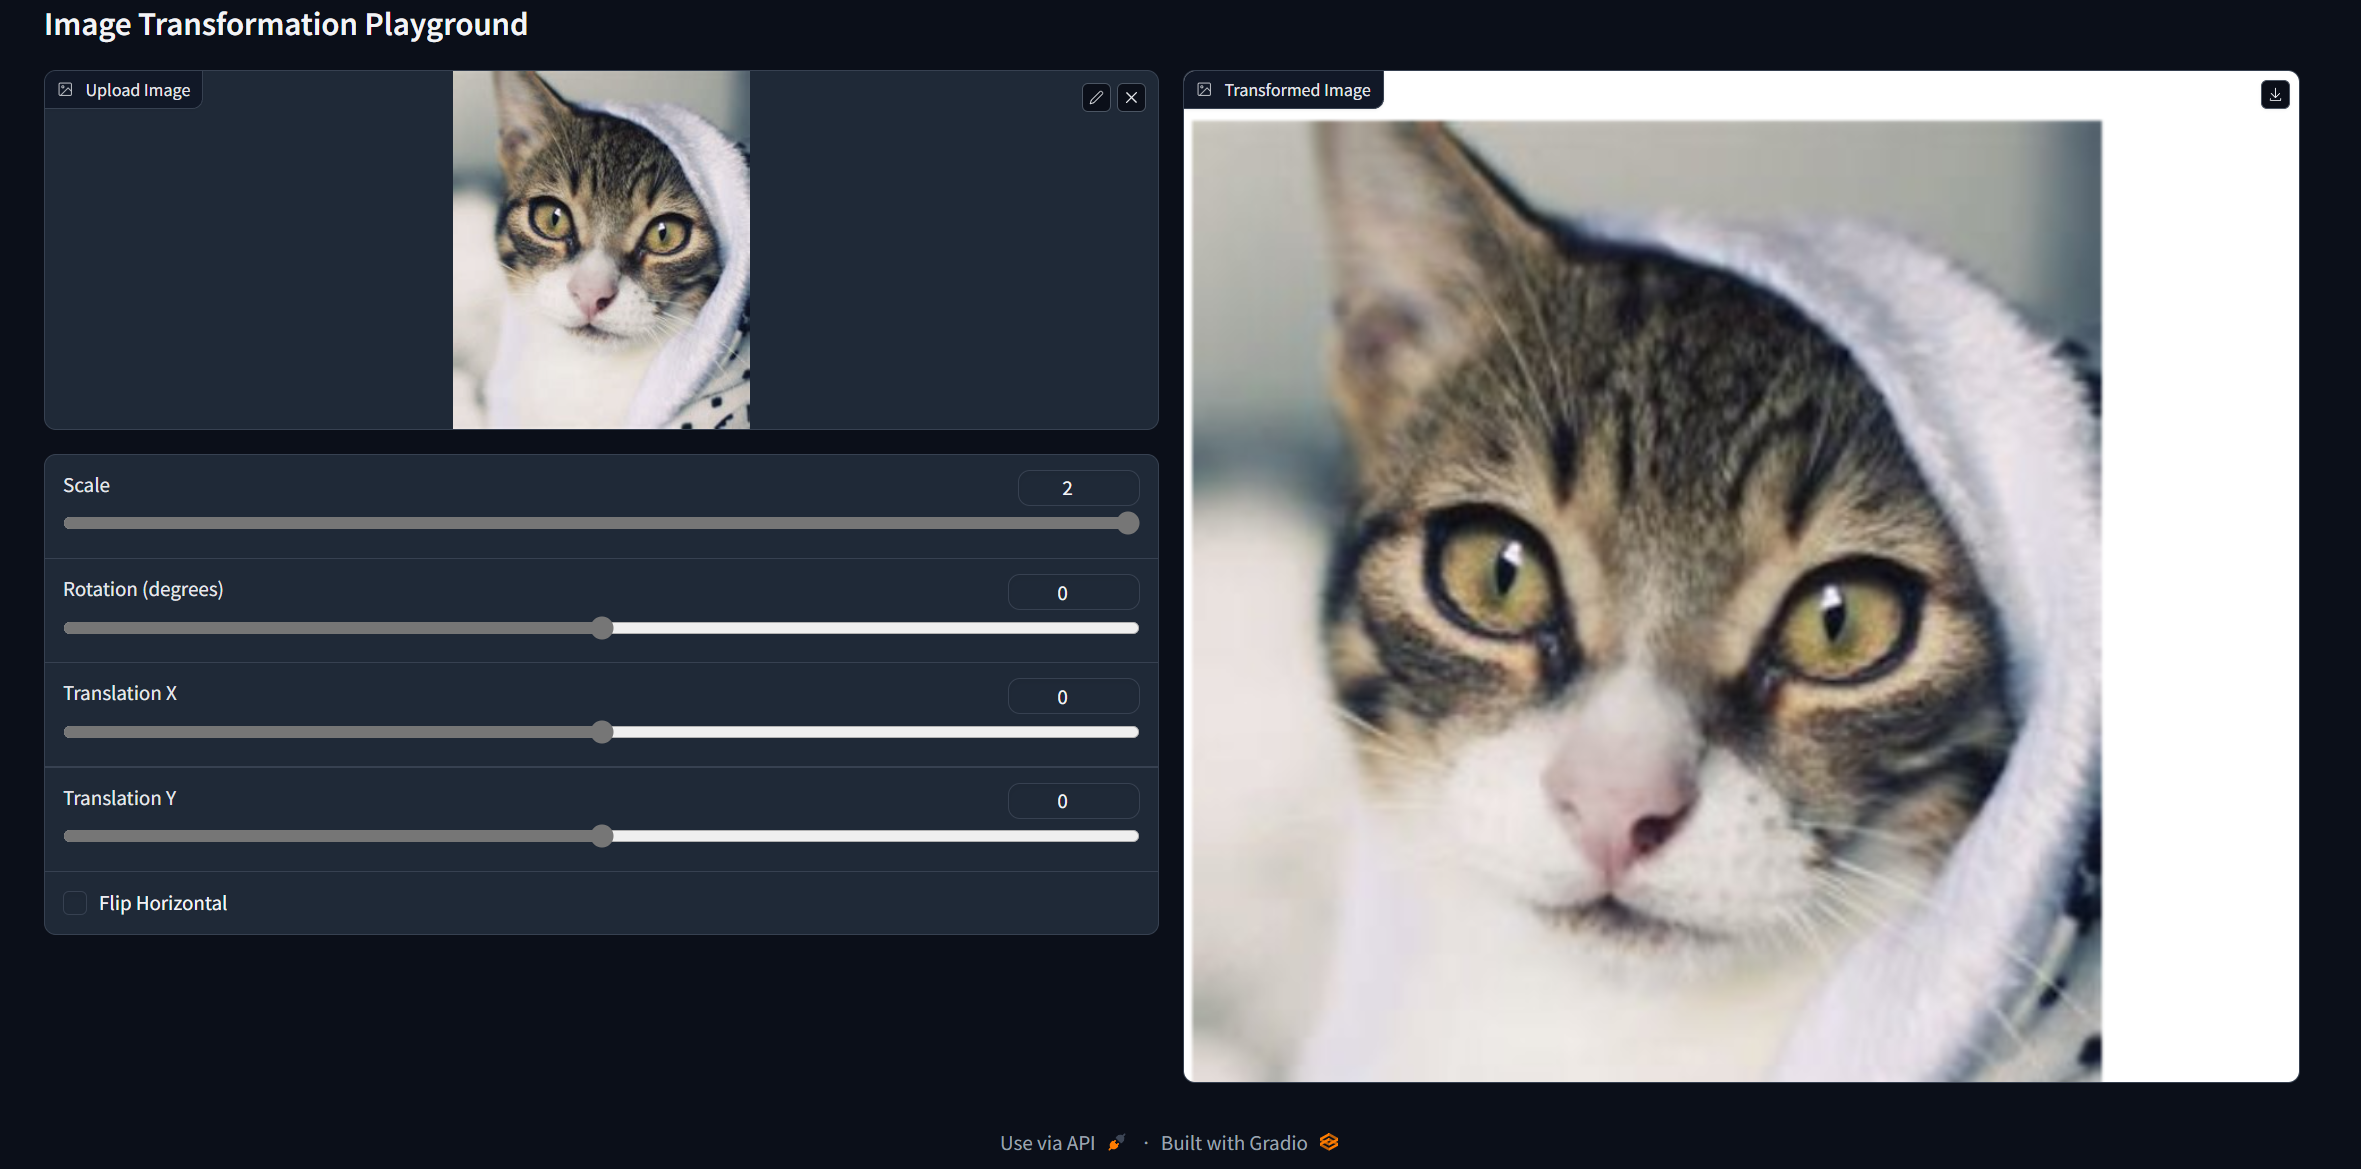 Image Transformation Playground
Upload Image
Transformed Image
Scale
2
Rotation (degrees)
0
Translation X
0
Translation Y
0
Flip Horizontal
Use via API · Built with Gradio